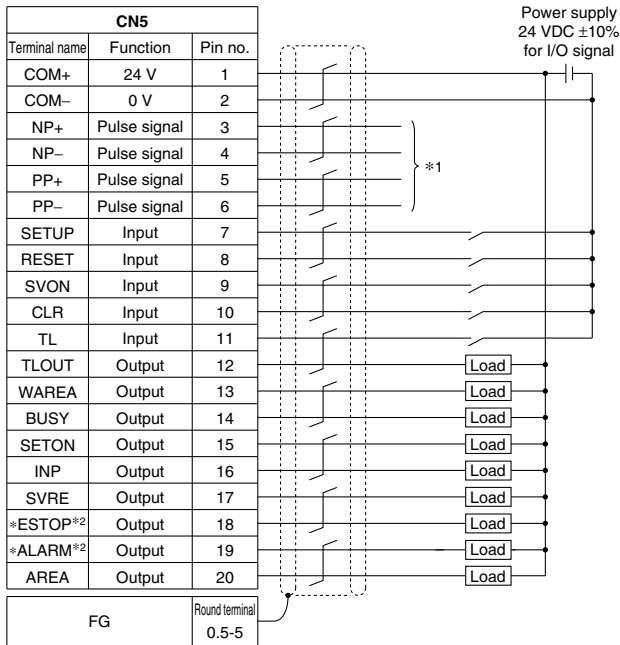 Power supply
24 VDC ±10%
for I/O signal
CN5
Terminal name Function Pin no.
COM+ 24 V 1
COM− 0 V 2
NP+ Pulse signal 3
NP− Pulse signal 4
PP+ Pulse signal 5
PP− Pulse signal 6
*1
SETUP Input 7
RESET Input 8
SVON Input 9
CLR Input 10
TL Input 11
TLOUT Output 12 Load
WAREA Output 13 Load
BUSY Output 14 Load
SETON Output 15 Load
INP Output 16 Load
SVRE Output 17 Load
*ESTOP*2 Output 18 Load
*ALARM*2 Output 19 Load
AREA Output 20 Load
FG Round terminal
0.5-5